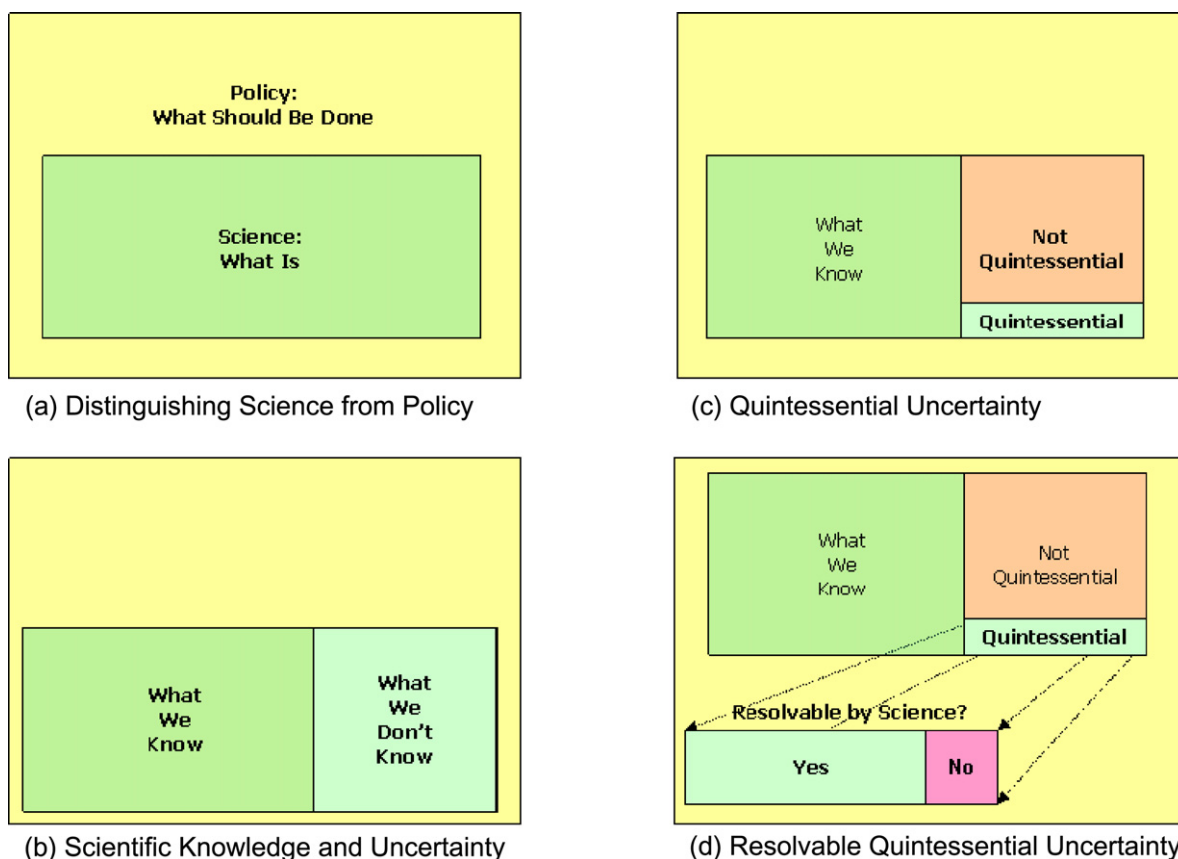 Policy:
What Should Be Done
Science:
What Is
(a) Distinguishing Science from Policy
What
We
Know
What
We
Don't
Know
(b) Scientific Knowledge and Uncertainty
What
We
Know
Not
Quintessential
Quintessential
(c) Quintessential Uncertainty
What
We
Know
Not
Quintessential
Quintessential
Resolvable by Science?
Yes
No
(d) Resolvable Quintessential Uncertainty